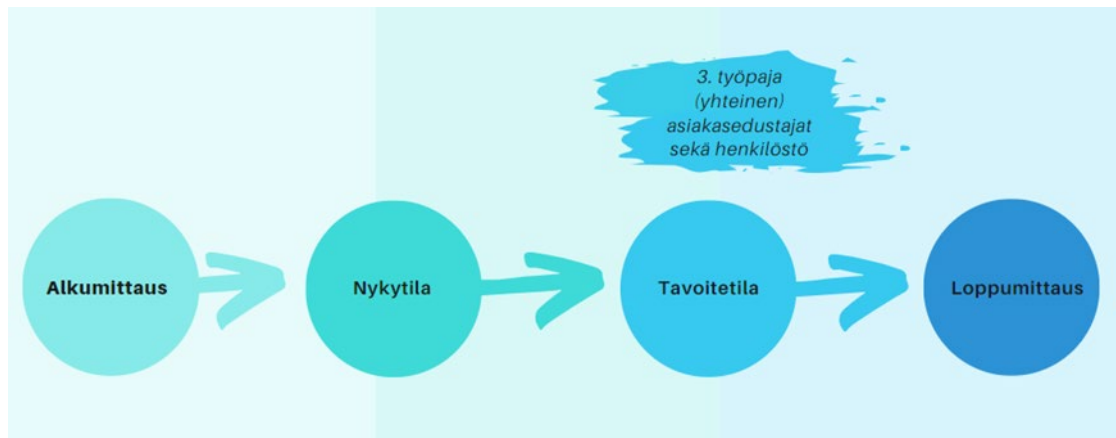 3. työpaja
(yhteinen)
asiakasedustajat
sekä henkilöstö
Alkumittaus
Nykytila
Tavoitetila
Loppumittaus